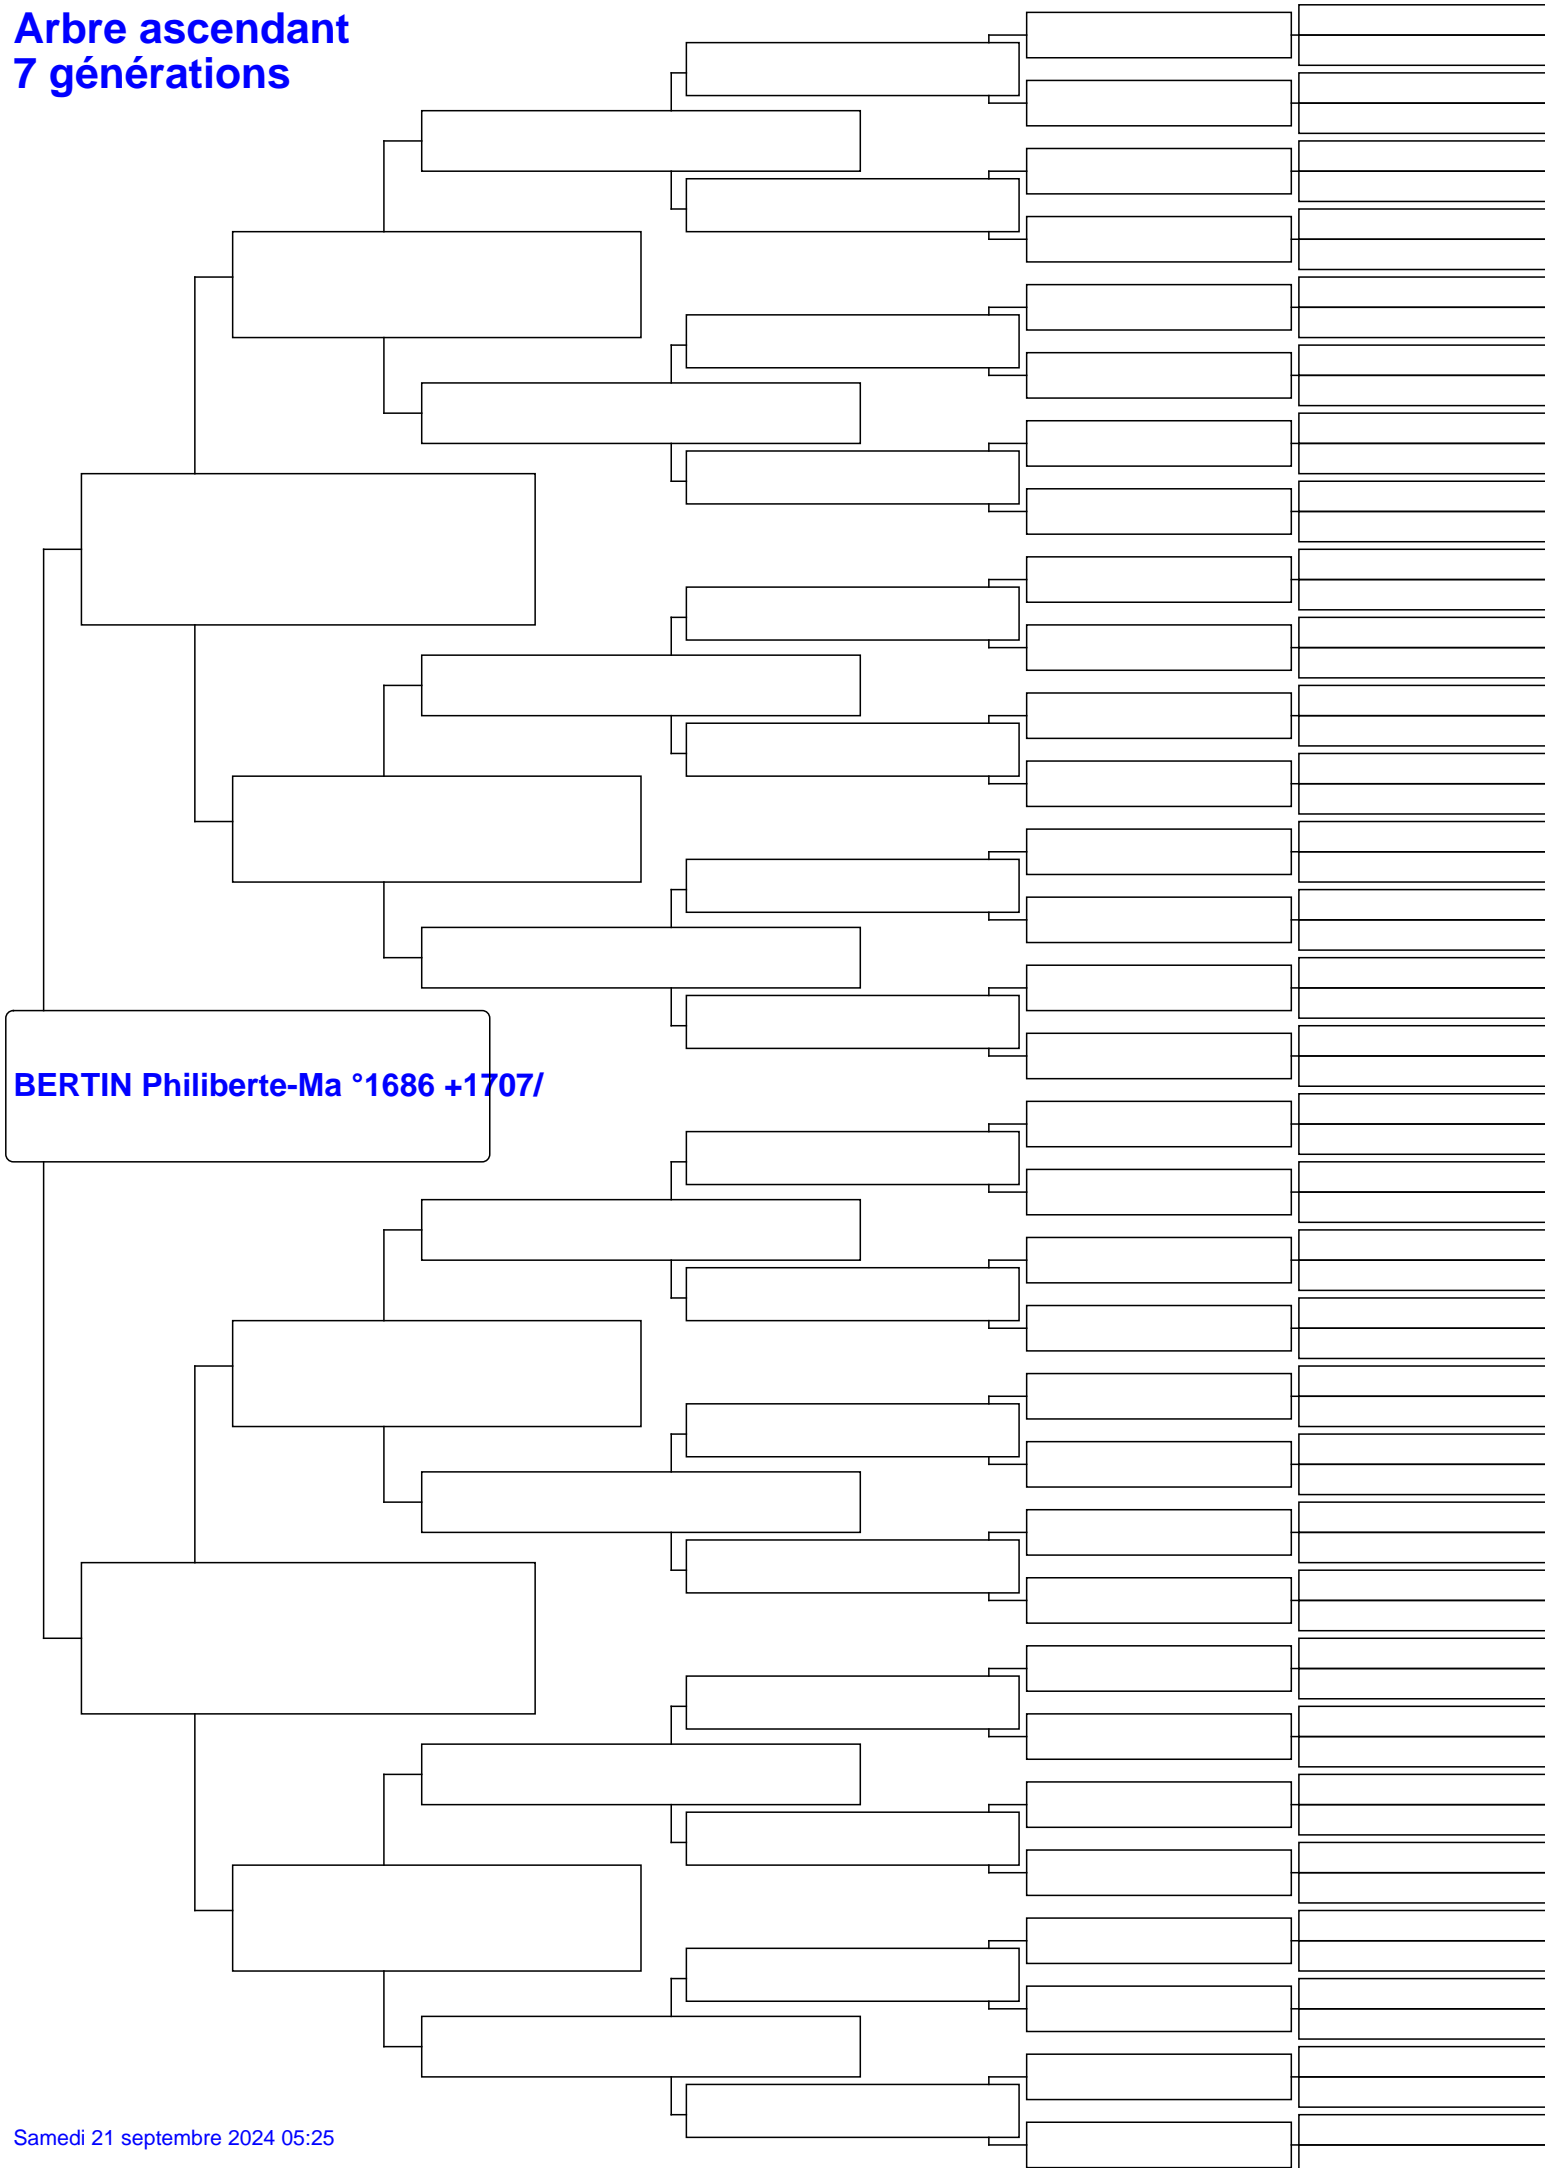 Arbre ascendant
7 générations
BERTIN Philiberte-Ma °1686 +1707/
Samedi 21 septembre 2024 05:25